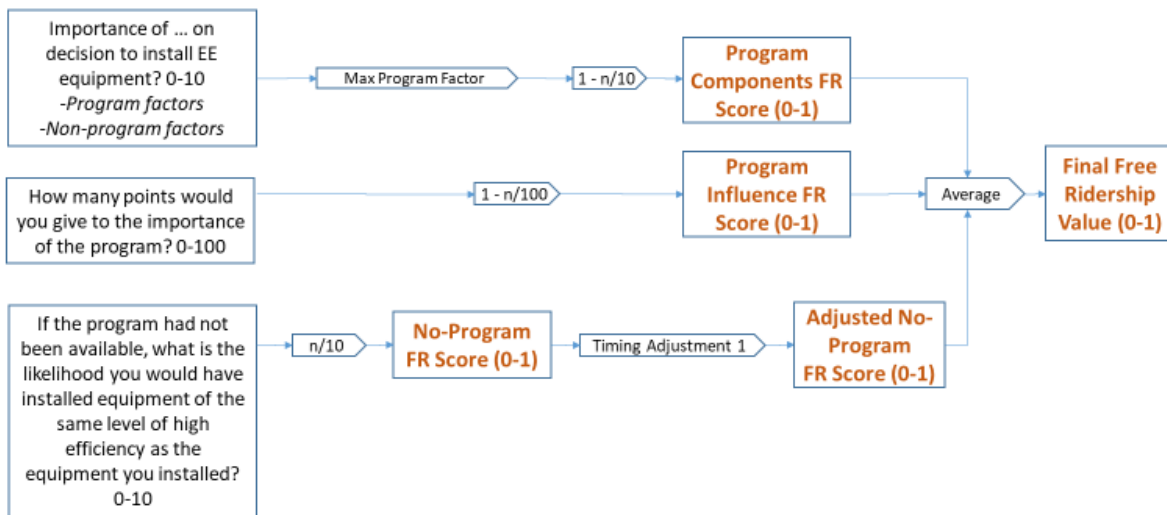 Importance of ... on
decision to install EE
equipment? 0-10
-Program factors
-Non-program factors
Max Program Factor
1 - n/10
Program
Components FR
Score (0-1)
How many points would
you give to the importance
of the program? 0-100
1 - n/100
Program
Influence FR
Score (0-1)
Average
Final Free
Ridership
Value (0-1)
If the program had not
been available, what is the
likelihood you would have
installed equipment of the
same level of high
efficiency as the
equipment you installed?
0-10
n/10
No-Program
FR Score (0-1)
Timing Adjustment 1
Adjusted No-
Program
FR Score (0-1)